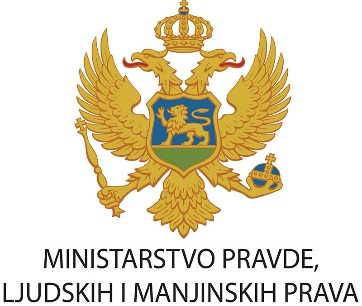 MINISTARSTVO PRAVDE,
LJUDSKIH I MANJINSKIH PRAVA